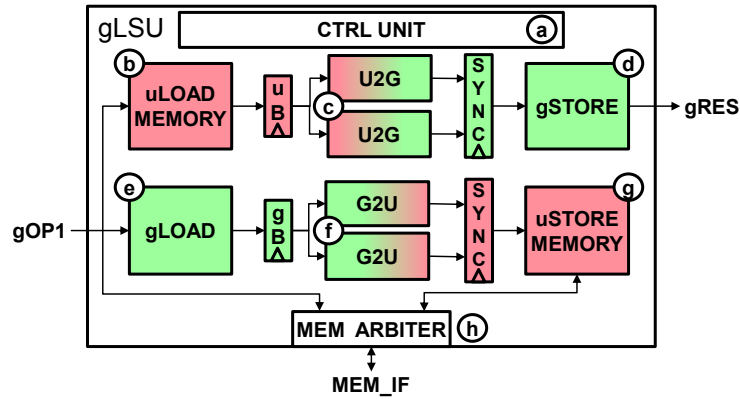 gLSU
CTRL UNIT
a
b
uLOAD
MEMORY
u
B
c
U2G
U2G
S
Y
N
C
d
gSTORE
gRES
gOP1
e
gLOAD
g
B
f
G2U
G2U
S
Y
N
C
g
uSTORE
MEMORY
MEM ARBITER
h
MEM_IF